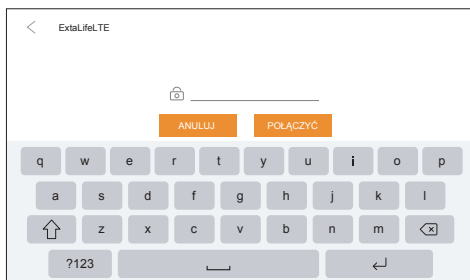 ExtaLifeLTE
ANULUJ POŁĄCZYĆ
q w e r t y u i o p
a s d f g h j k l
z x c v b n m
?123